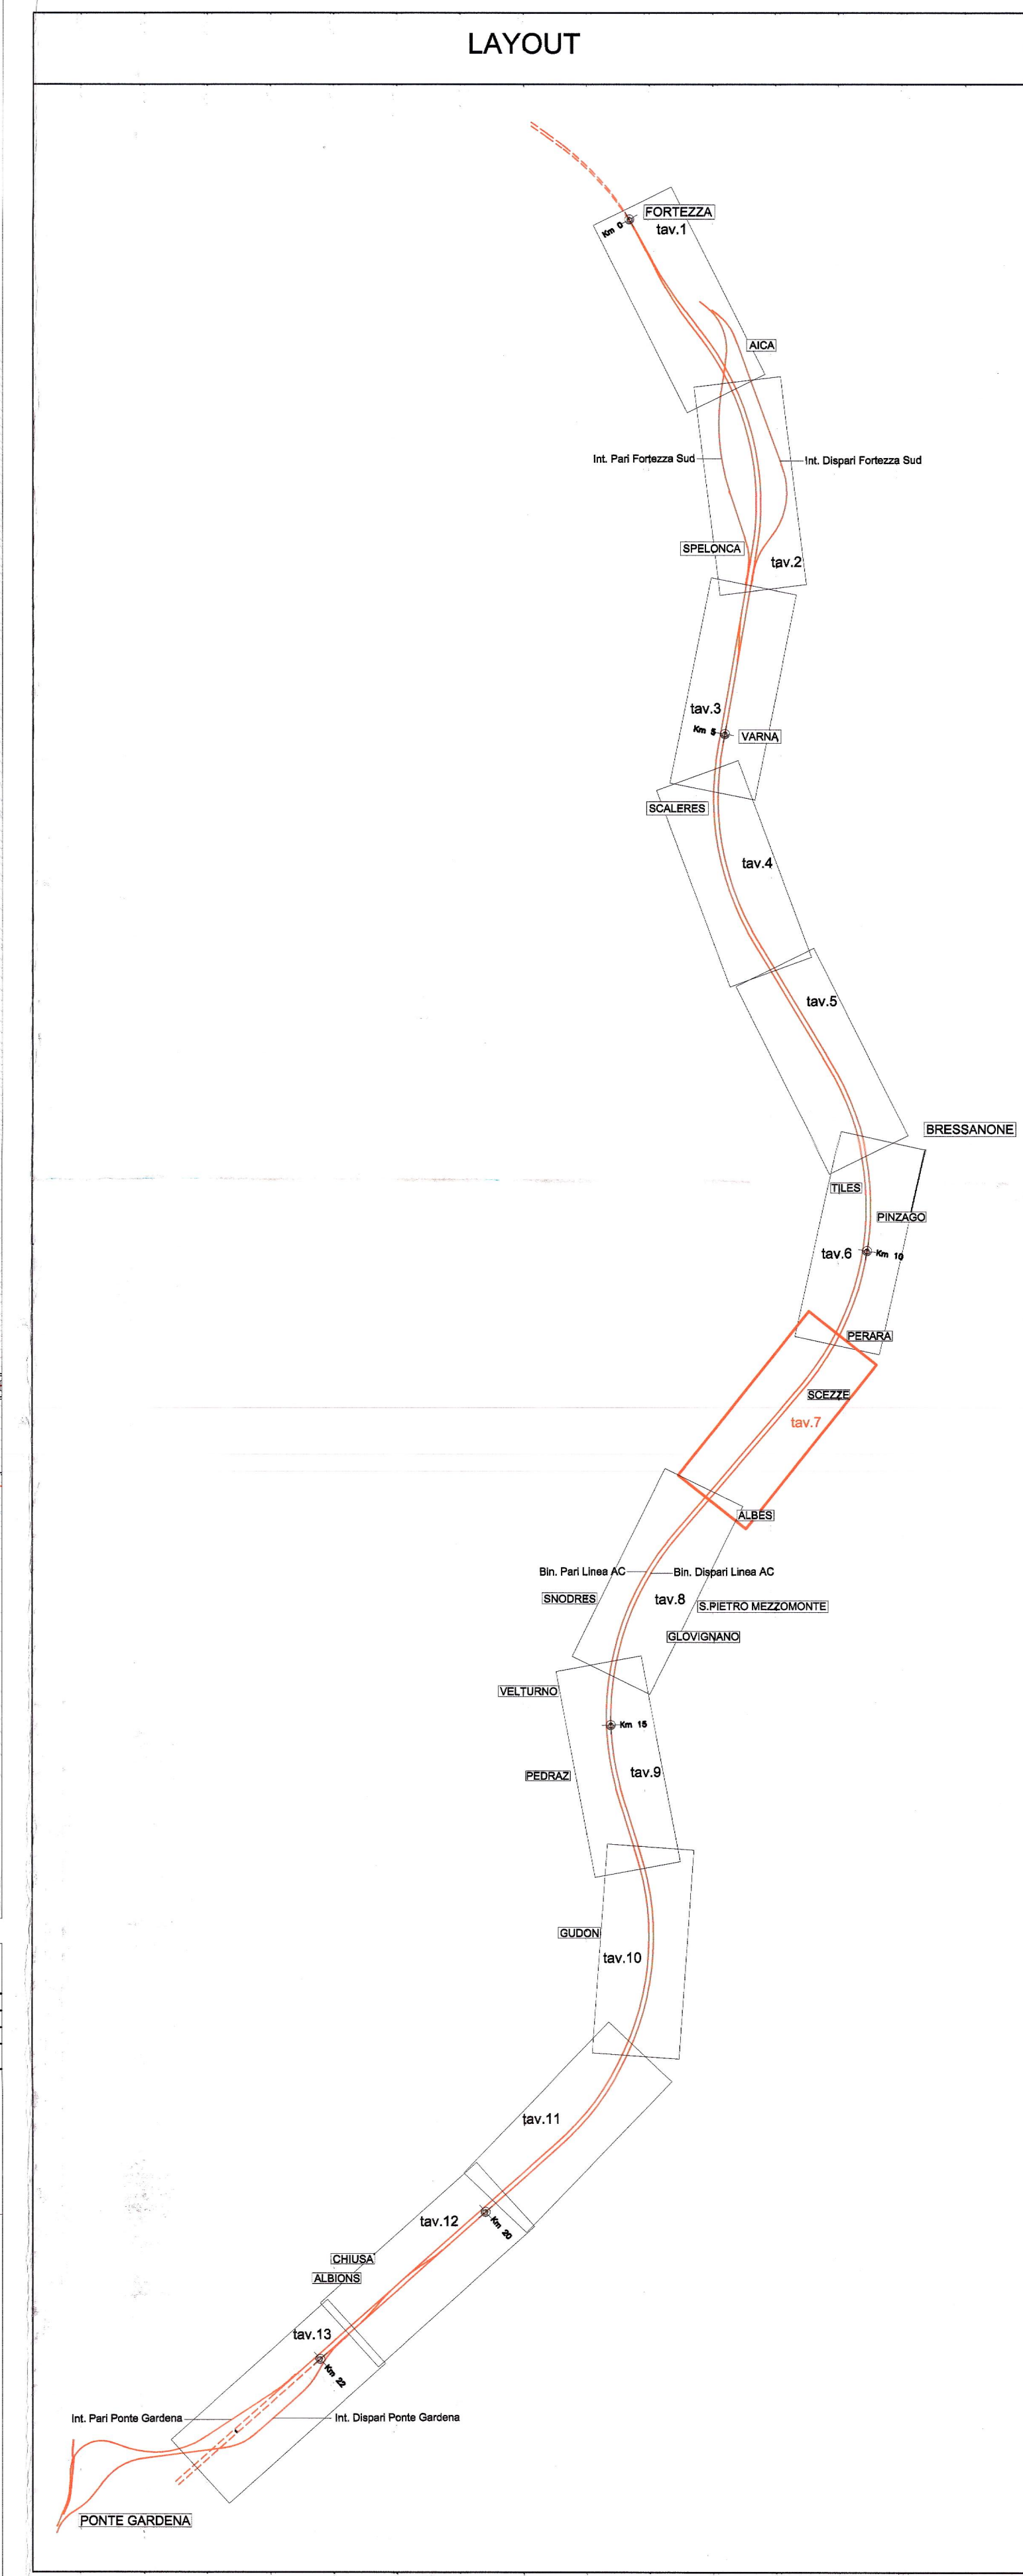 LAYOUT
FORTEZZA
Km 0
tav.1
AICA
Int. Pari Fortezza Sud
Int. Dispari Fortezza Sud
SPELONCA
tav.2
tav.3
Km 5
VARNA
SCALERES
tav.4
tav.5
BRESSANONE
TILES
PINZAGO
tav.6
Km 10
PERARA
SCEZZE
tav.7
ALBES
Bin. Pari Linea AC
Bin. Dispari Linea AC
SNODRES
tav.8
S.PIETRO MEZZOMONTE
GLOVIGNANO
VELTURNO
Km 15
tav.9
PEDRAZ
GUDON
tav.10
tav.11
tav.12
Km 20
CHIUSA
ALBIONS
tav.13
Km 22
Int. Pari Ponte Gardena
Int. Dispari Ponte Gardena
PONTE GARDENA